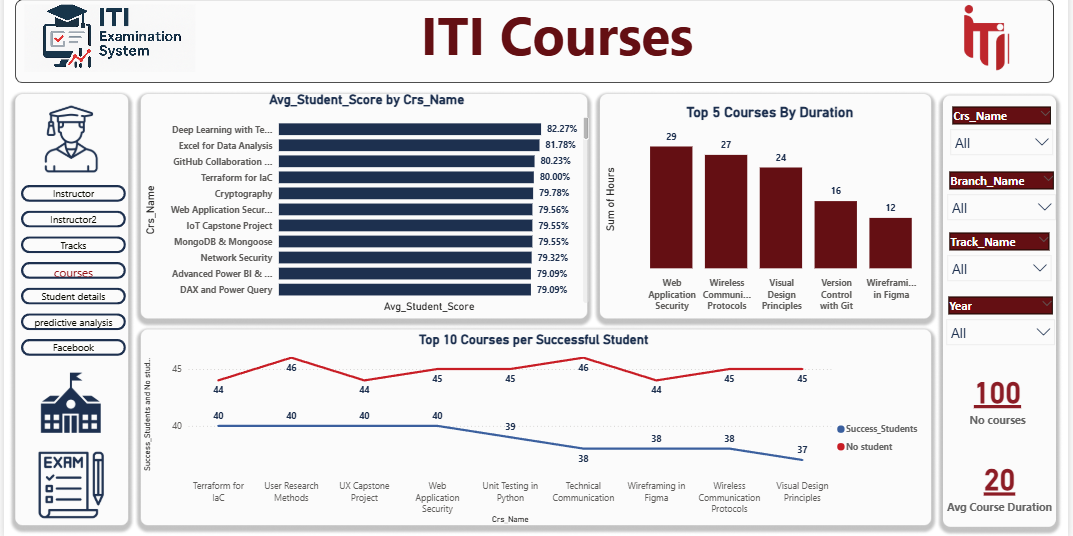 ITI
Examination
System
ITI Courses
iTi
Instructor
Instructor2
Tracks
courses
Student details
predictive analysis
Facebook
EXAM
Avg_Student_Score by Crs_Name
Crs_Name
Deep Learning with Te... 82.27%
Excel for Data Analysis 81.78%
GitHub Collaboration ... 80.23%
Terraform for IaC 80.00%
Cryptography 79.78%
Web Application Secur... 79.56%
IoT Capstone Project 79.55%
MongoDB & Mongoose 79.55%
Network Security 79.32%
Advanced Power BI & ... 79.09%
DAX and Power Query 79.09%
Avg_Student_Score
Top 5 Courses By Duration
Sum of Hours
29 27 24 16 12
Web Application Security
Wireless Communi... Protocols
Visual Design Principles
Version Control with Git
Wireframi... in Figma
Top 10 Courses per Successful Student
Success_Students and No stud...
45
40
44 46 44 45 45 46 44 45 45
40 40 40 40 39 38 38 38 37
Terraform for IaC
User Research Methods
UX Capstone Project
Web Application Security
Unit Testing in Python
Technical Communication
Wireframing in Figma
Wireless Communication Protocols
Visual Design Principles
Crs_Name
Success_Students
No student
Crs_Name
All
Branch_Name
All
Track_Name
All
Year
All
100
No courses
20
Avg Course Duration